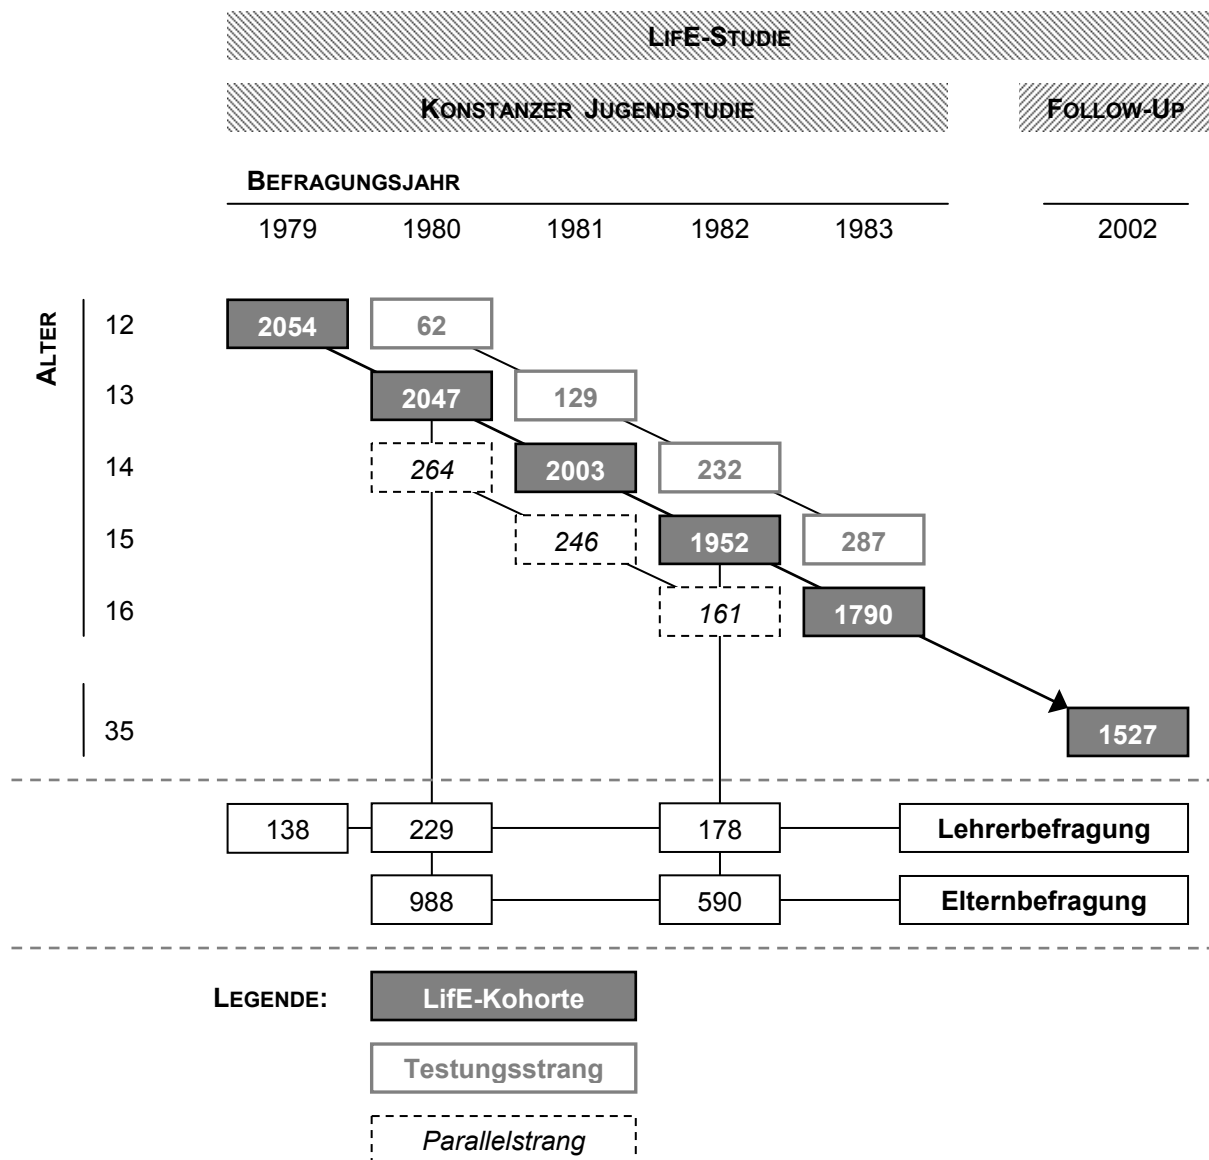 LIFE-STUDIE
KONSTANZER JUGENDSTUDIE FOLLOW-UP
BEFRAGUNGSJAHR
1979 1980 1981 1982 1983 2002
ALTER
12 2054 62
13 2047 129
14 264 2003 232
15 246 1952 287
16 161 1790
35 1527
138 229 178 Lehrerbefragung
988 590 Elternbefragung
LEGENDE: LifE-Kohorte
Testungsstrang
Parallelstrang